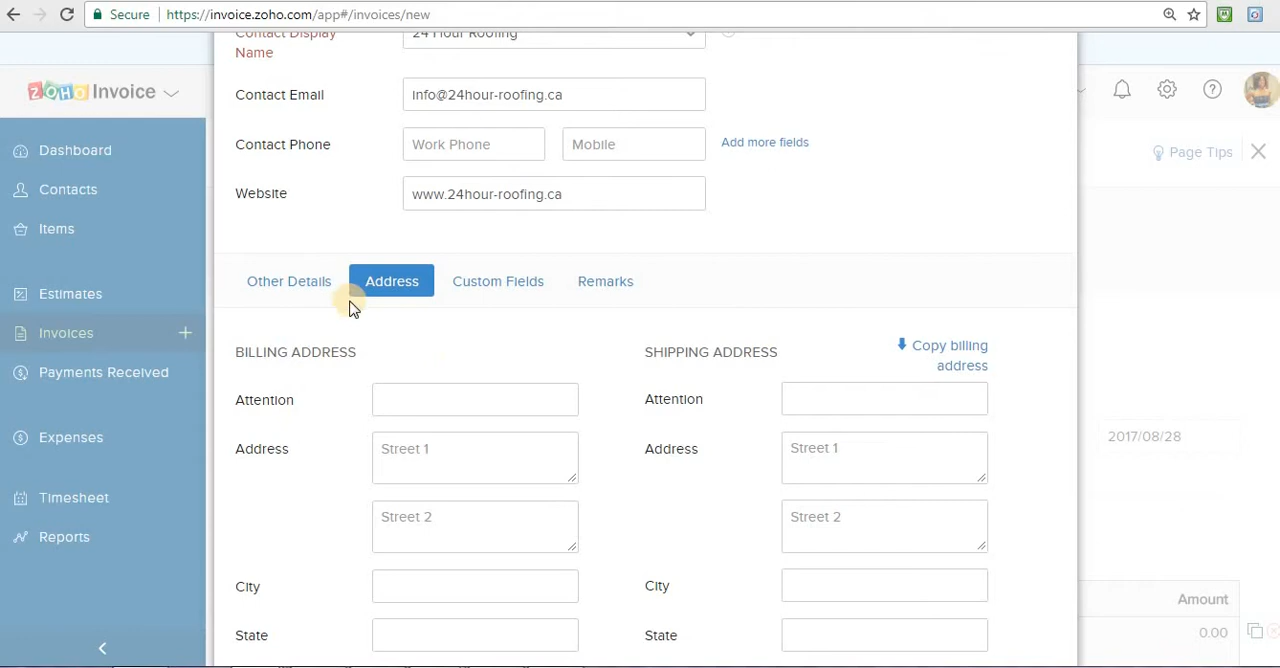 Secure https://invoice.zoho.com/app#/invoices/new
ZOHO Invoice
Dashboard
Contacts
Items
Estimates
Invoices +
Payments Received
Expenses
Timesheet
Reports
Contact Display
Name
24 Hour Roofing
Contact Email
Info@24hour-roofing.ca
Contact Phone
Work Phone
Mobile
Add more fields
Website
www.24hour-roofing.ca
Other Details
Address
Custom Fields
Remarks
BILLING ADDRESS
Attention
Address
Street 1
Street 2
City
State
SHIPPING ADDRESS
Copy billing
address
Attention
Address
Street 1
Street 2
City
State
Page Tips
2017/08/28
Amount
0.00